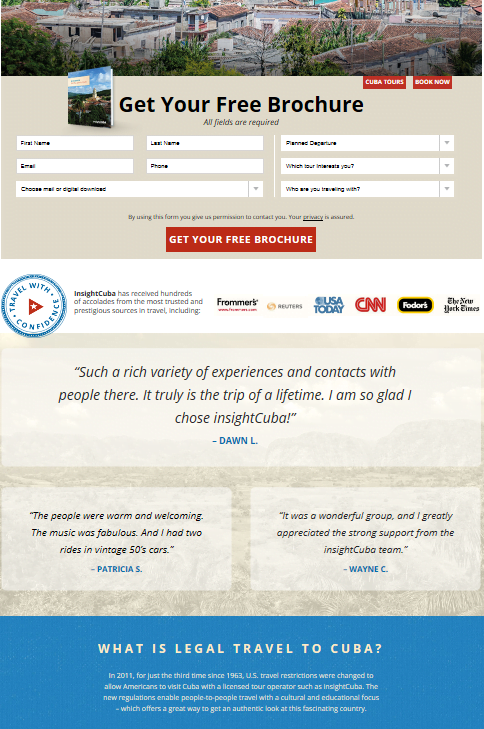 CUBA TOURS
BOOK NOW
Get Your Free Brochure
All fields are required
First Name
Last Name
Planned Departure
Email
Phone
Which tour interests you?
Choose mail or digital download
Who are you traveling with?
By using this form you give us permission to contact you. Your privacy is assured.
GET YOUR FREE BROCHURE
TRAVEL WITH
CONFIDENCE
InsightCuba has received hundreds
of accolades from the most trusted and
prestigious sources in travel, including:
Frommer's
www.frommers.com
REUTERS
USA
TODAY
CNN
Fodor's
The New
York Times
“Such a rich variety of experiences and contacts with
people there. It truly is the trip of a lifetime. I am so glad I
chose insightCuba!”
– DAWN L.
“The people were warm and welcoming.
The music was fabulous. And I had two
rides in vintage 50’s cars.”
– PATRICIA S.
“It was a wonderful group, and I greatly
appreciated the strong support from the
insightCuba team.”
– WAYNE C.
WHAT IS LEGAL TRAVEL TO CUBA?
In 2011, for just the third time since 1963, U.S. travel restrictions were changed to
allow Americans to visit Cuba with a licensed tour operator such as insightCuba. The
new regulations enable people-to-people travel with a cultural and educational focus
– which offers a great way to get an authentic look at this fascinating country.